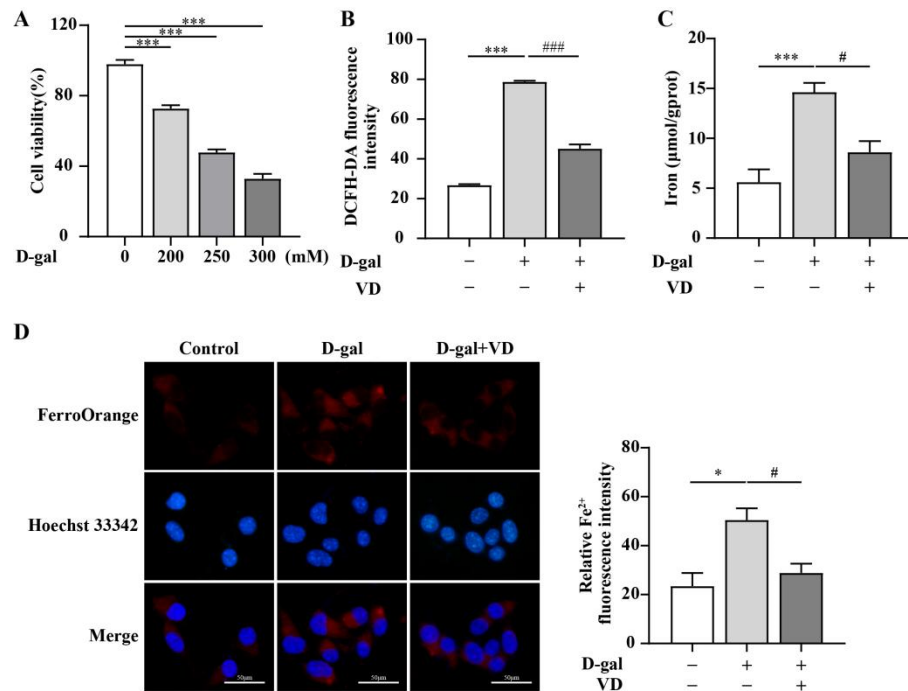 A
Cell viability(%)
120
80
40
0
***
***
***
D-gal 0 200 250 300 (mM)
B
DCFH-DA fluorescence
intensity
80
60
40
20
0
*** ###
D-gal − + +
VD − − +
C
Iron (μmol/gprot)
15
10
5
0
*** #
D-gal − + +
VD − − +
D
Control D-gal D-gal+VD
FerroOrange
Hoechst 33342
Merge
50μm 50μm 50μm
Relative Fe²⁺
fluorescence intensity
80
60
40
20
0
* #
D-gal − + +
VD − − +